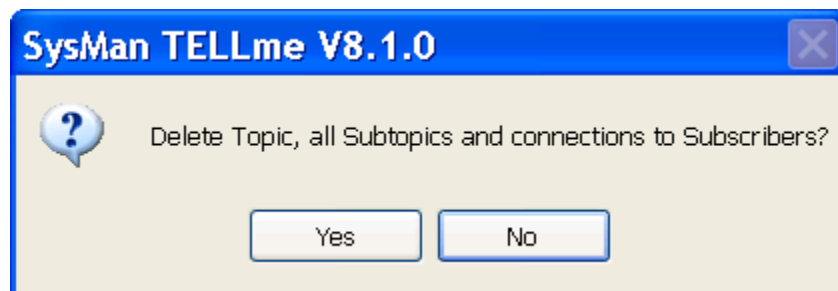 SysMan TELLme V8.1.0
Delete Topic, all Subtopics and connections to Subscribers?
Yes No